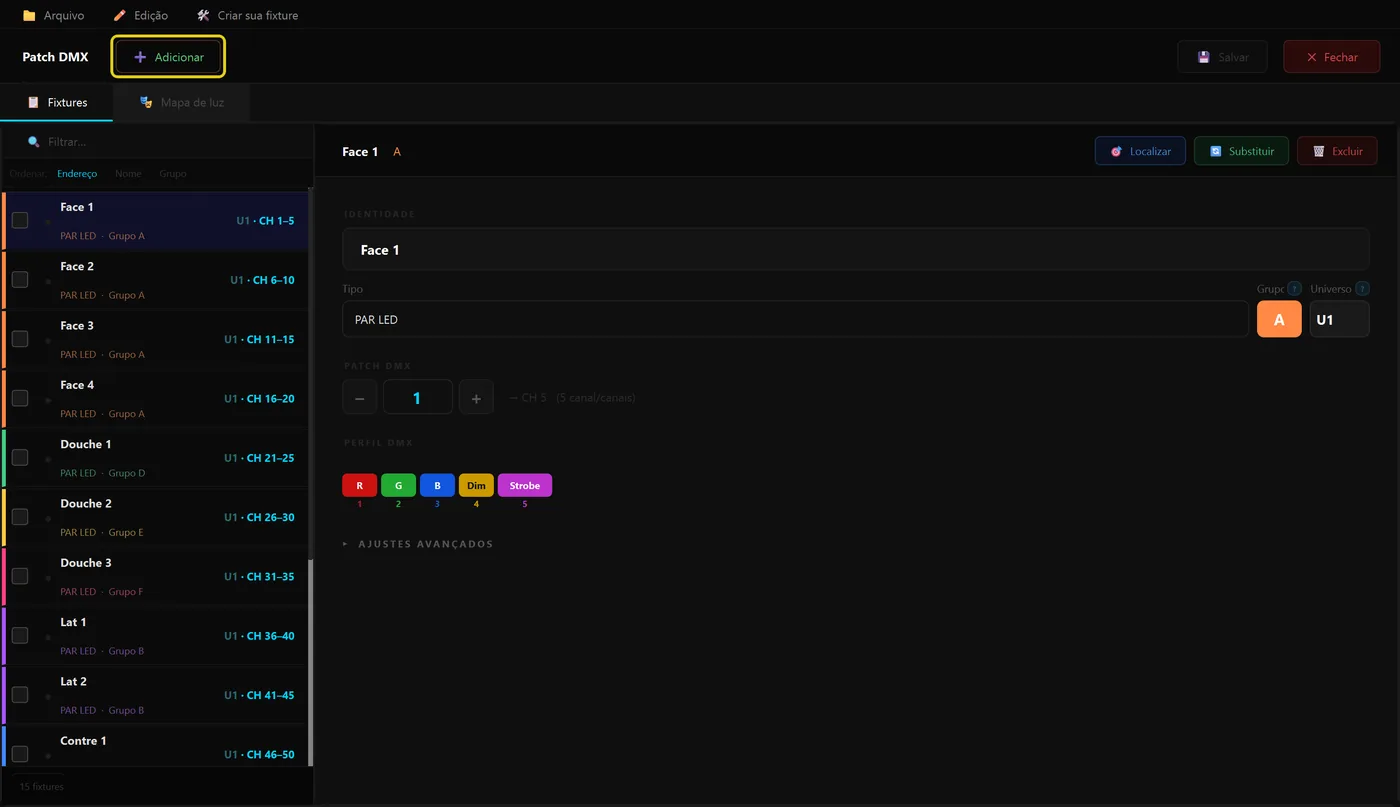 Arquivo Edição Criar sua fixture
Patch DMX Adicionar Salvar Fechar
Fixtures Mapa de luz
Filtrar...
Ordenar: Endereço Nome Grupo
Face 1
U1 · CH 1–5
PAR LED · Grupo A
Face 2
U1 · CH 6–10
PAR LED · Grupo A
Face 3
U1 · CH 11–15
PAR LED · Grupo A
Face 4
U1 · CH 16–20
PAR LED · Grupo A
Douche 1
U1 · CH 21–25
PAR LED · Grupo D
Douche 2
U1 · CH 26–30
PAR LED · Grupo E
Douche 3
U1 · CH 31–35
PAR LED · Grupo F
Lat 1
U1 · CH 36–40
PAR LED · Grupo B
Lat 2
U1 · CH 41–45
PAR LED · Grupo B
Contre 1
U1 · CH 46–50
15 fixtures
Face 1 A Localizar Substituir Excluir
IDENTIDADE
Face 1
Tipo Grupo ? Universo ?
PAR LED A U1
PATCH DMX
− 1 + — CH 5 (5 canal/canais)
PERFIL DMX
R G B Dim Strobe
1 2 3 4 5
▸ AJUSTES AVANÇADOS